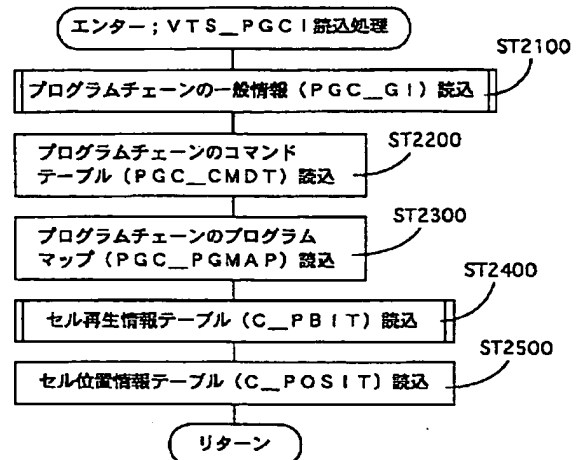 エンター；ＶＴＳ＿ＰＧＣＩ読込処理
ST2100
プログラムチェーンの一般情報（ＰＧＣ＿ＧＩ）読込
ST2200
プログラムチェーンのコマンド
テーブル（ＰＧＣ＿ＣＭＤＴ）読込
ST2300
プログラムチェーンのプログラム
マップ（ＰＧＣ＿ＰＧＭＡＰ）読込
ST2400
セル再生情報テーブル（Ｃ＿ＰＢＩＴ）読込
ST2500
セル位置情報テーブル（Ｃ＿ＰＯＳＩＴ）読込
リターン